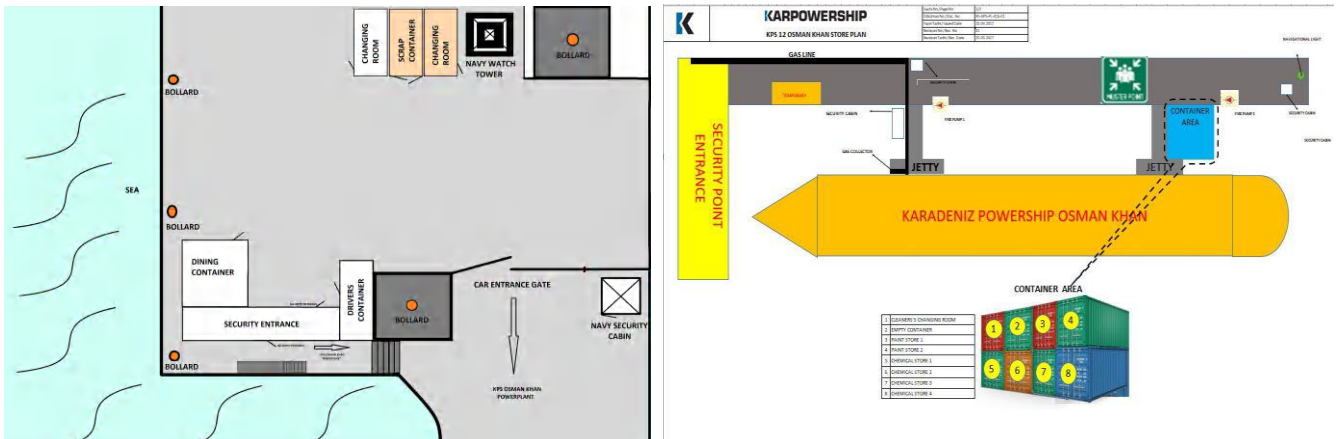 CHANGING
ROOM
SCRAP
CONTAINER
CHANGING
ROOM
NAVY WATCH
TOWER
BOLLARD
BOLLARD
SEA
BOLLARD
DINING
CONTAINER
DRIVERS
CONTAINER
SECURITY ENTRANCE
BOLLARD
BOLLARD
CAR ENTRANCE GATE
NAVY SECURITY
CABIN
KPS OSMAN KHAN
POWERPLANT
KARPOWERSHIP
KPS 12 OSMAN KHAN STORE PLAN
GAS LINE
NAVIGATIONAL LIGHT
MUSTER POINT
SECURITY CABIN
FIRE PUMP 1
CONTAINER
AREA
SECURITY CABIN
SECURITY CABIN
SECURITY POINT
ENTRANCE
GAS COLLECTOR
JETTY
JETTY
KARADENIZ POWERSHIP OSMAN KHAN
CONTAINER AREA
1 CLEANERS'S CHANGING ROOM
2 EMPTY CONTAINER
3 PAINT STORE 1
4 PAINT STORE 2
5 CHEMICAL STORE 1
6 CHEMICAL STORE 2
7 CHEMICAL STORE 3
8 CHEMICAL STORE 4
1 2 3 4
5 6 7 8